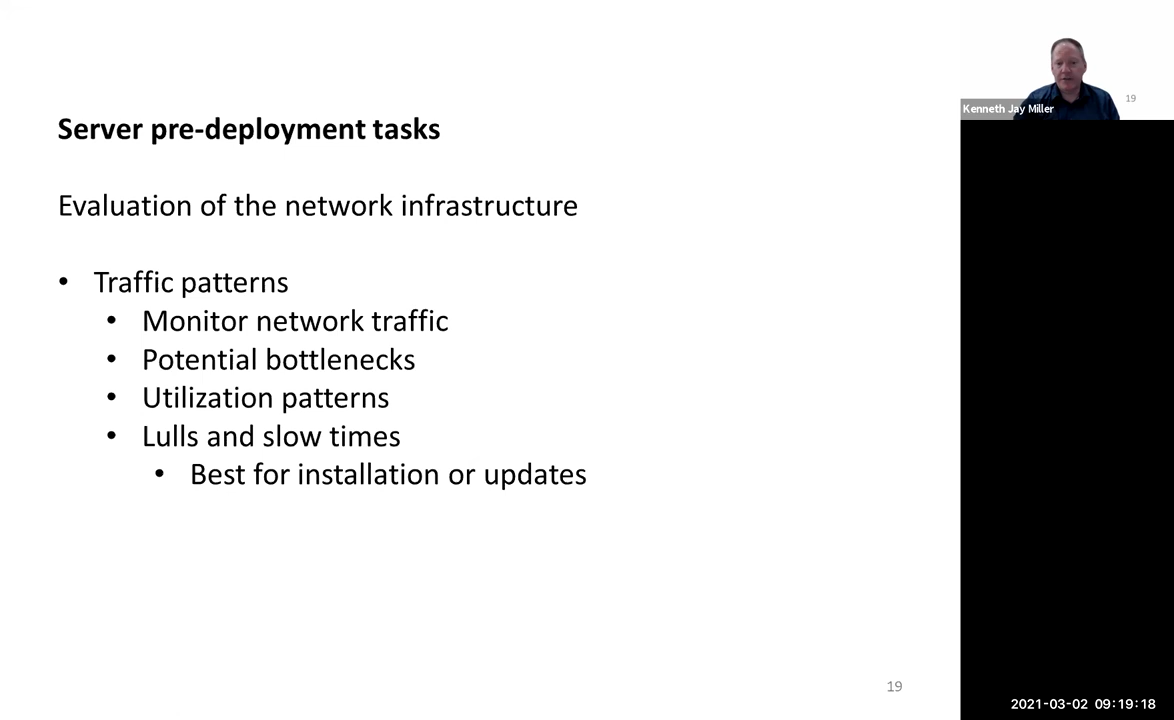 Server pre-deployment tasks
Evaluation of the network infrastructure
• Traffic patterns
• Monitor network traffic
• Potential bottlenecks
• Utilization patterns
• Lulls and slow times
• Best for installation or updates
19
Kenneth Jay Miller
19
2021-03-02 09:19:18